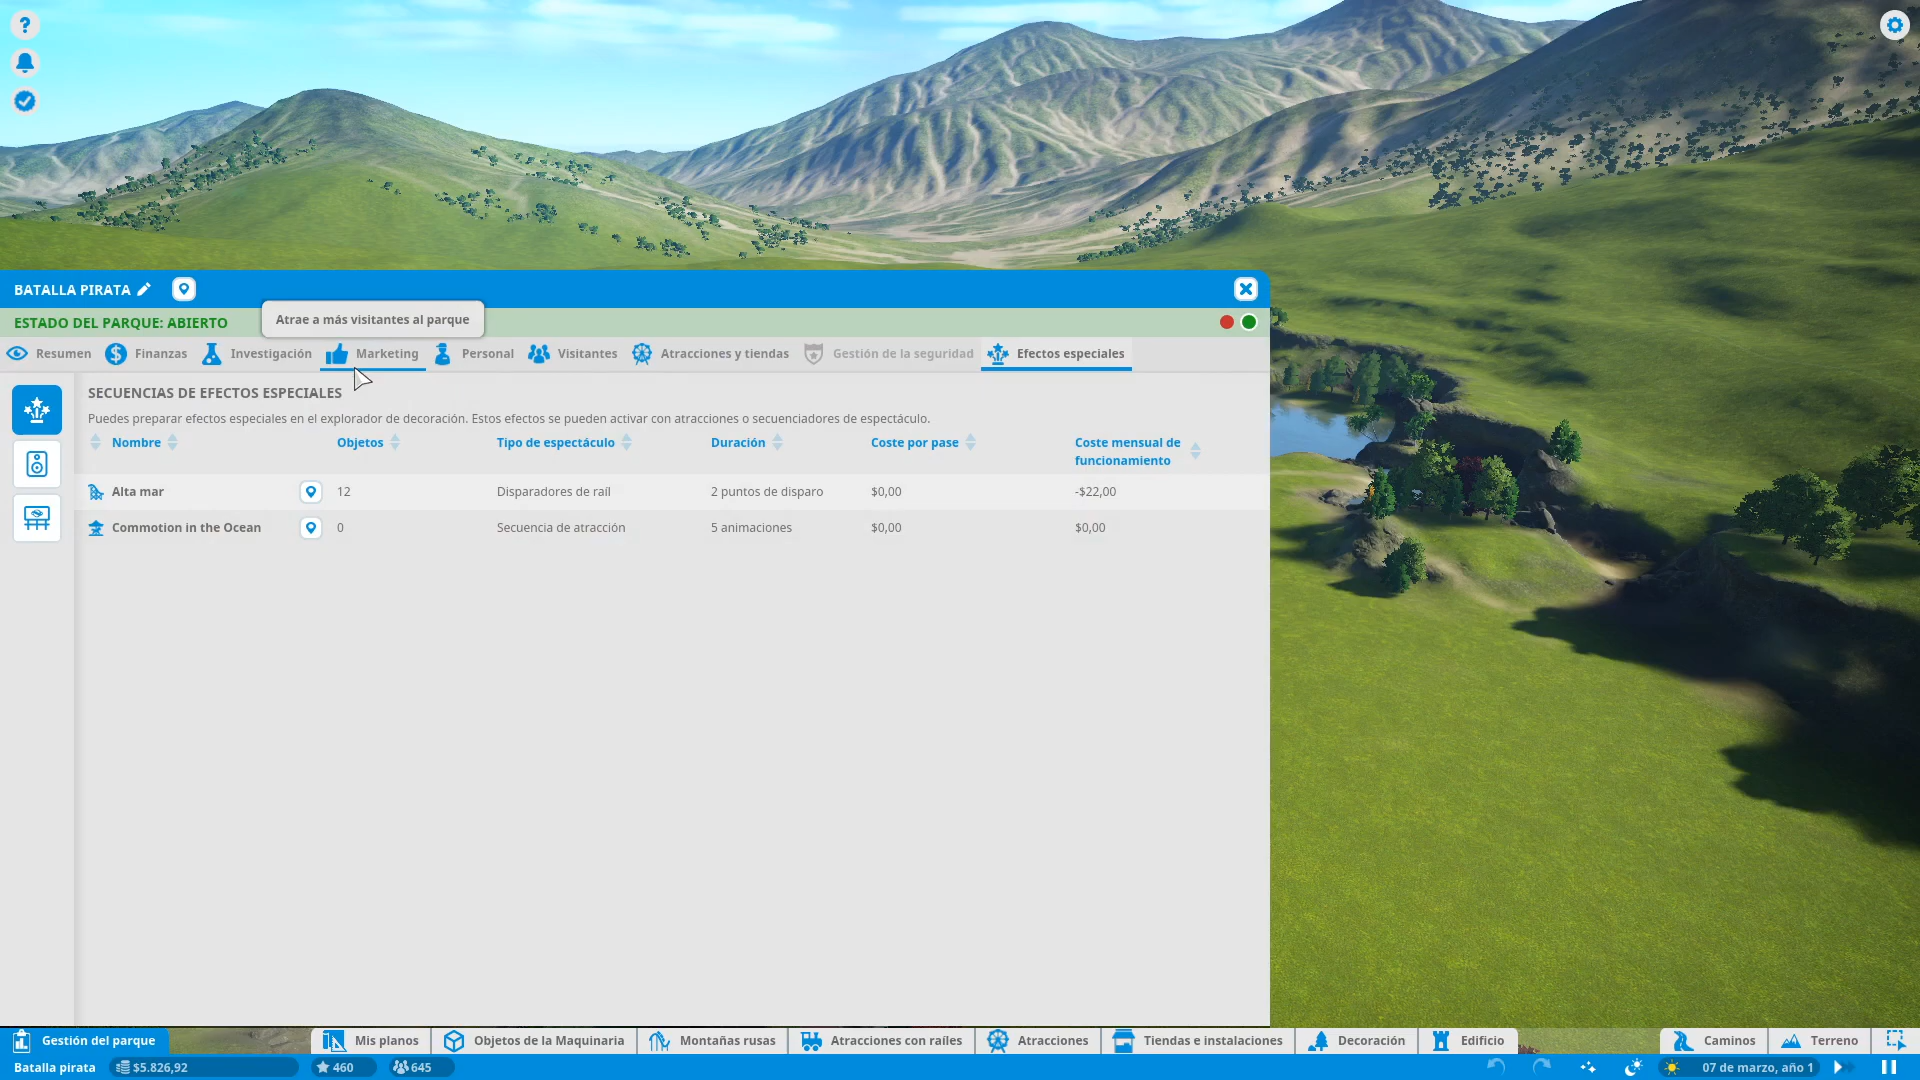 BATALLA PIRATA
ESTADO DEL PARQUE: ABIERTO
Atrae a más visitantes al parque
Resumen Finanzas Investigación Marketing Personal Visitantes Atracciones y tiendas Gestión de la seguridad Efectos especiales
SECUENCIAS DE EFECTOS ESPECIALES
Puedes preparar efectos especiales en el explorador de decoración. Estos efectos se pueden activar con atracciones o secuenciadores de espectáculo.
Nombre Objetos Tipo de espectáculo Duración Coste por pase Coste mensual de
funcionamiento
Alta mar 12 Disparadores de raíl 2 puntos de disparo $0,00 -$22,00
Commotion in the Ocean 0 Secuencia de atracción 5 animaciones $0,00 $0,00
Gestión del parque Mis planos Objetos de la Maquinaria Montañas rusas Atracciones con raíles Atracciones Tiendas e instalaciones Decoración Edificio Caminos Terreno
Batalla pirata $5.826,92 460 645 07 de marzo, año 1